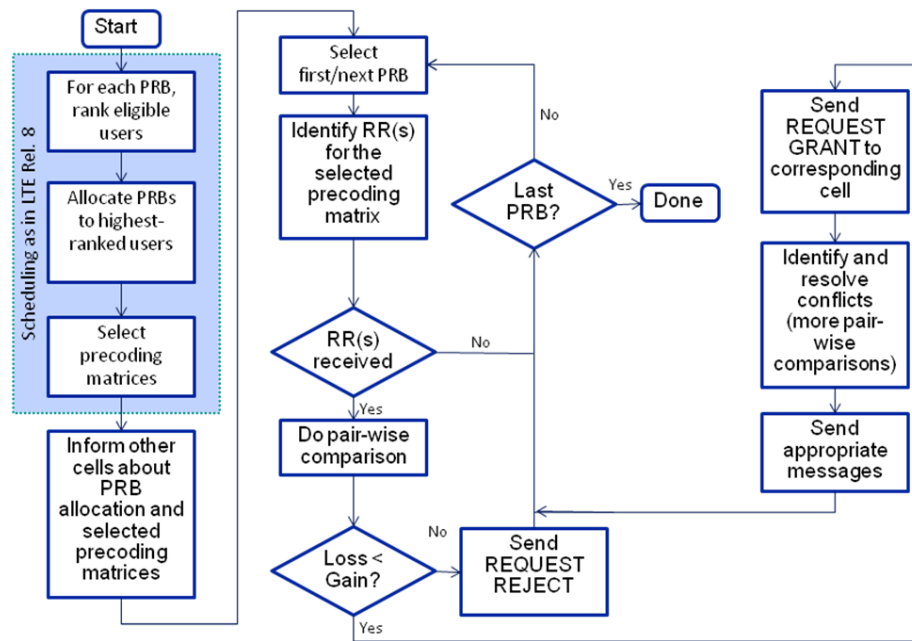 Start
Scheduling as in LTE Rel. 8
For each PRB,
rank eligible
users
Allocate PRBs
to highest-
ranked users
Select
precoding
matrices
Inform other
cells about
PRB
allocation and
selected
precoding
matrices
Select
first/next PRB
Identify RR(s)
for the
selected
precoding
matrix
RR(s)
received
No
Yes
Do pair-wise
comparison
Loss <
Gain?
No
Yes
Send
REQUEST
REJECT
Last
PRB?
No
Yes
Done
Send
REQUEST
GRANT to
corresponding
cell
Identify and
resolve
conflicts
(more pair-
wise
comparisons)
Send
appropriate
messages